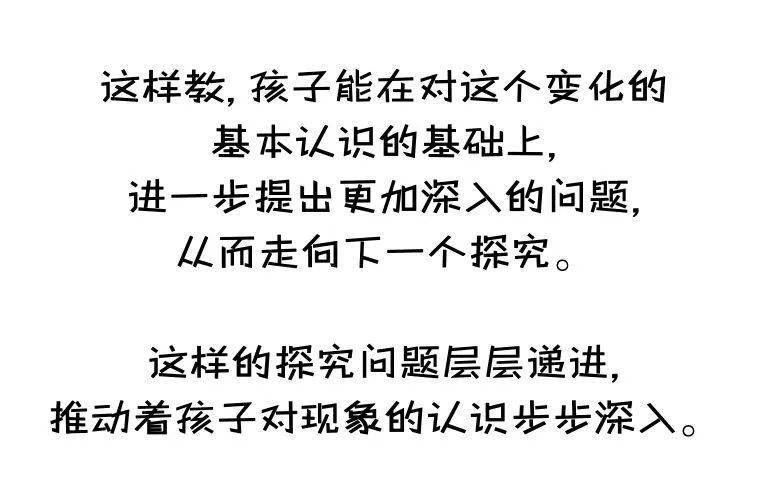 这样教,孩子能在对这个变化的
基本认识的基础上,
进一步提出更加深入的问题,
从而走向下一个探究。
这样的探究问题层层递进,
推动着孩子对现象的认识步步深入。